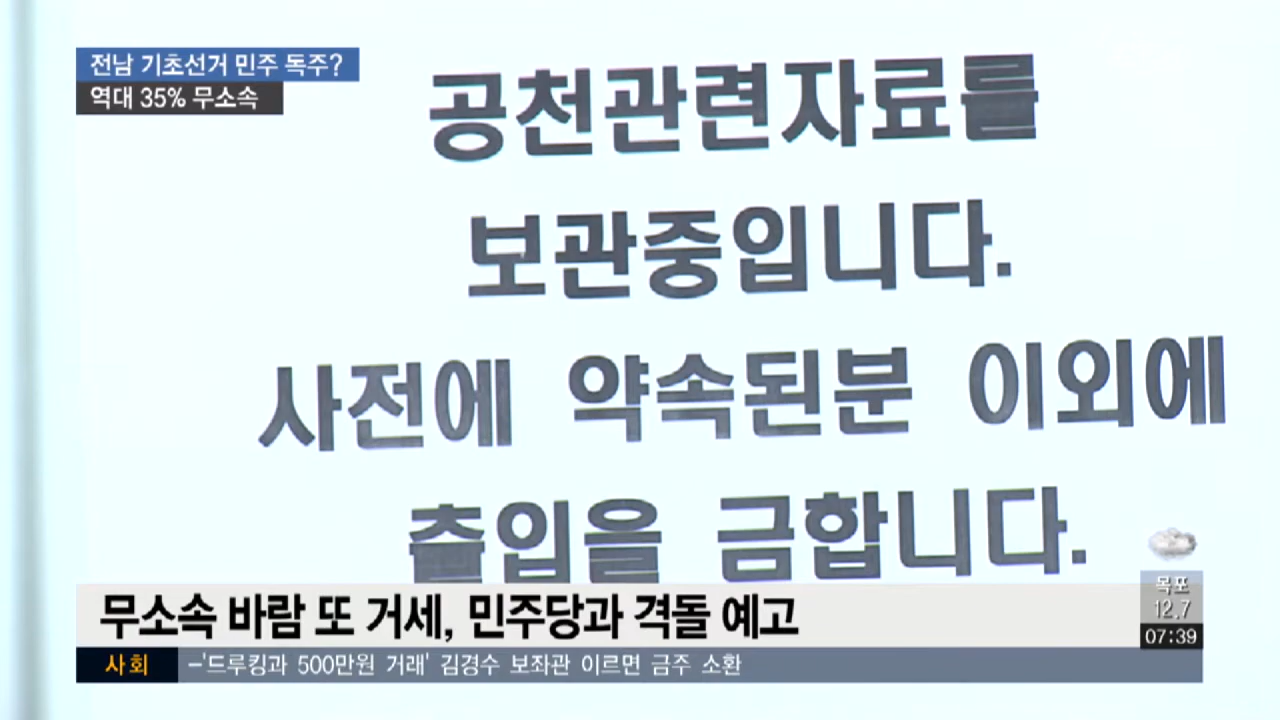 전남 기초선거 민주 독주?
역대 35% 무소속
공천관련자료를
보관중입니다.
사전에 약속된분 이외에
출입을 금합니다.
무소속 바람 또 거세, 민주당과 격돌 예고
목포
12.7
07:39
사회 -'드루킹과 500만원 거래' 김경수 보좌관 이르면 금주 소환